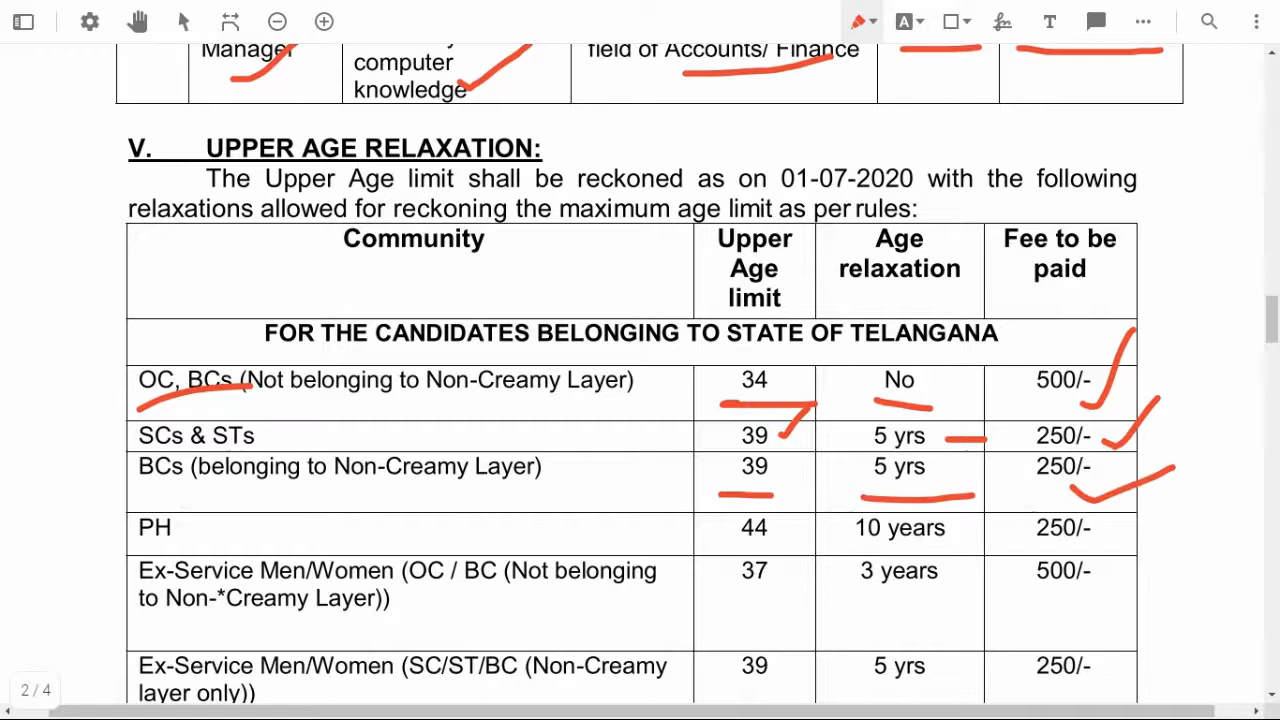 Manager
computer
knowledge
field of Accounts/ Finance
V. UPPER AGE RELAXATION:
The Upper Age limit shall be reckoned as on 01-07-2020 with the following
relaxations allowed for reckoning the maximum age limit as per rules:
Community
Upper
Age
limit
Age
relaxation
Fee to be
paid
FOR THE CANDIDATES BELONGING TO STATE OF TELANGANA
OC, BCs (Not belonging to Non-Creamy Layer) 34 No 500/-
SCs & STs 39 5 yrs 250/-
BCs (belonging to Non-Creamy Layer) 39 5 yrs 250/-
PH 44 10 years 250/-
Ex-Service Men/Women (OC / BC (Not belonging 37 3 years 500/-
to Non-*Creamy Layer))
Ex-Service Men/Women (SC/ST/BC (Non-Creamy 39 5 yrs 250/-
layer only))
2 / 4